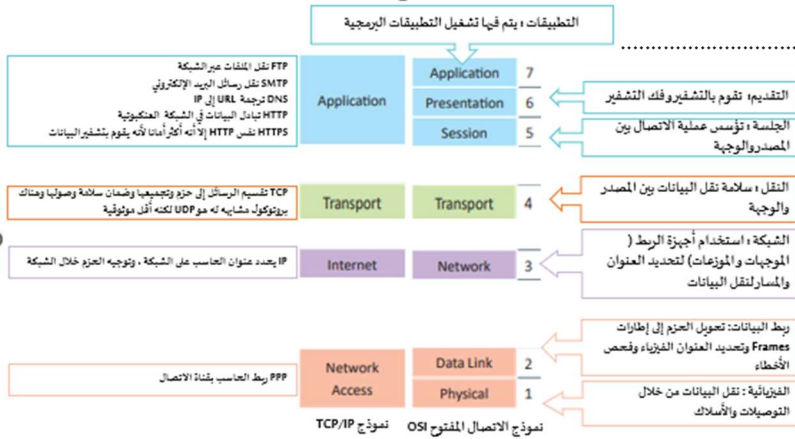 التطبيقات : يتم فيها تشغيل التطبيقات البرمجية
FTP نقل الملفات عبر الشبكة
SMTP نقل رسائل البريد الإلكتروني
DNS ترجمة URL إلى IP
HTTP تبادل البيانات في الشبكة العنكبوتية
HTTPS نفس HTTP إلا أنه أكثر أمانا لأنه يقوم بتشفير البيانات
Application
Application 7
Presentation 6
Session 5
التقديم: تقوم بالتشفير وفك التشفير
الجلسة : تؤسس عملية الاتصال بين
المصدر والوجهة
TCP تقسيم الرسائل إلى حزم وتجميعها وضمان سلامة وصولها وهناك
بروتوكول مشابهه له هو UDP لكنه أقل موثوقية
Transport
Transport 4
النقل : سلامة نقل البيانات بين المصدر
والوجهة
IP يحدد عنوان الحاسب على الشبكة ، وتوجيه الحزم خلال الشبكة
Internet
Network 3
الشبكة : استخدام أجهزة الربط (
الموجهات والموزعات) لتحديد العنوان
والمسار لنقل البيانات
PPP ربط الحاسب بقناة الاتصال
Network
Access
Data Link 2
Physical 1
ربط البيانات: تحويل الحزم إلى إطارات
Frames وتحديد العنوان الفيزياء وفحص
الأخطاء
الفيزيائية : نقل البيانات من خلال
التوصيلات والأسلاك
نموذج الاتصال المفتوح OSI
نموذج TCP/IP